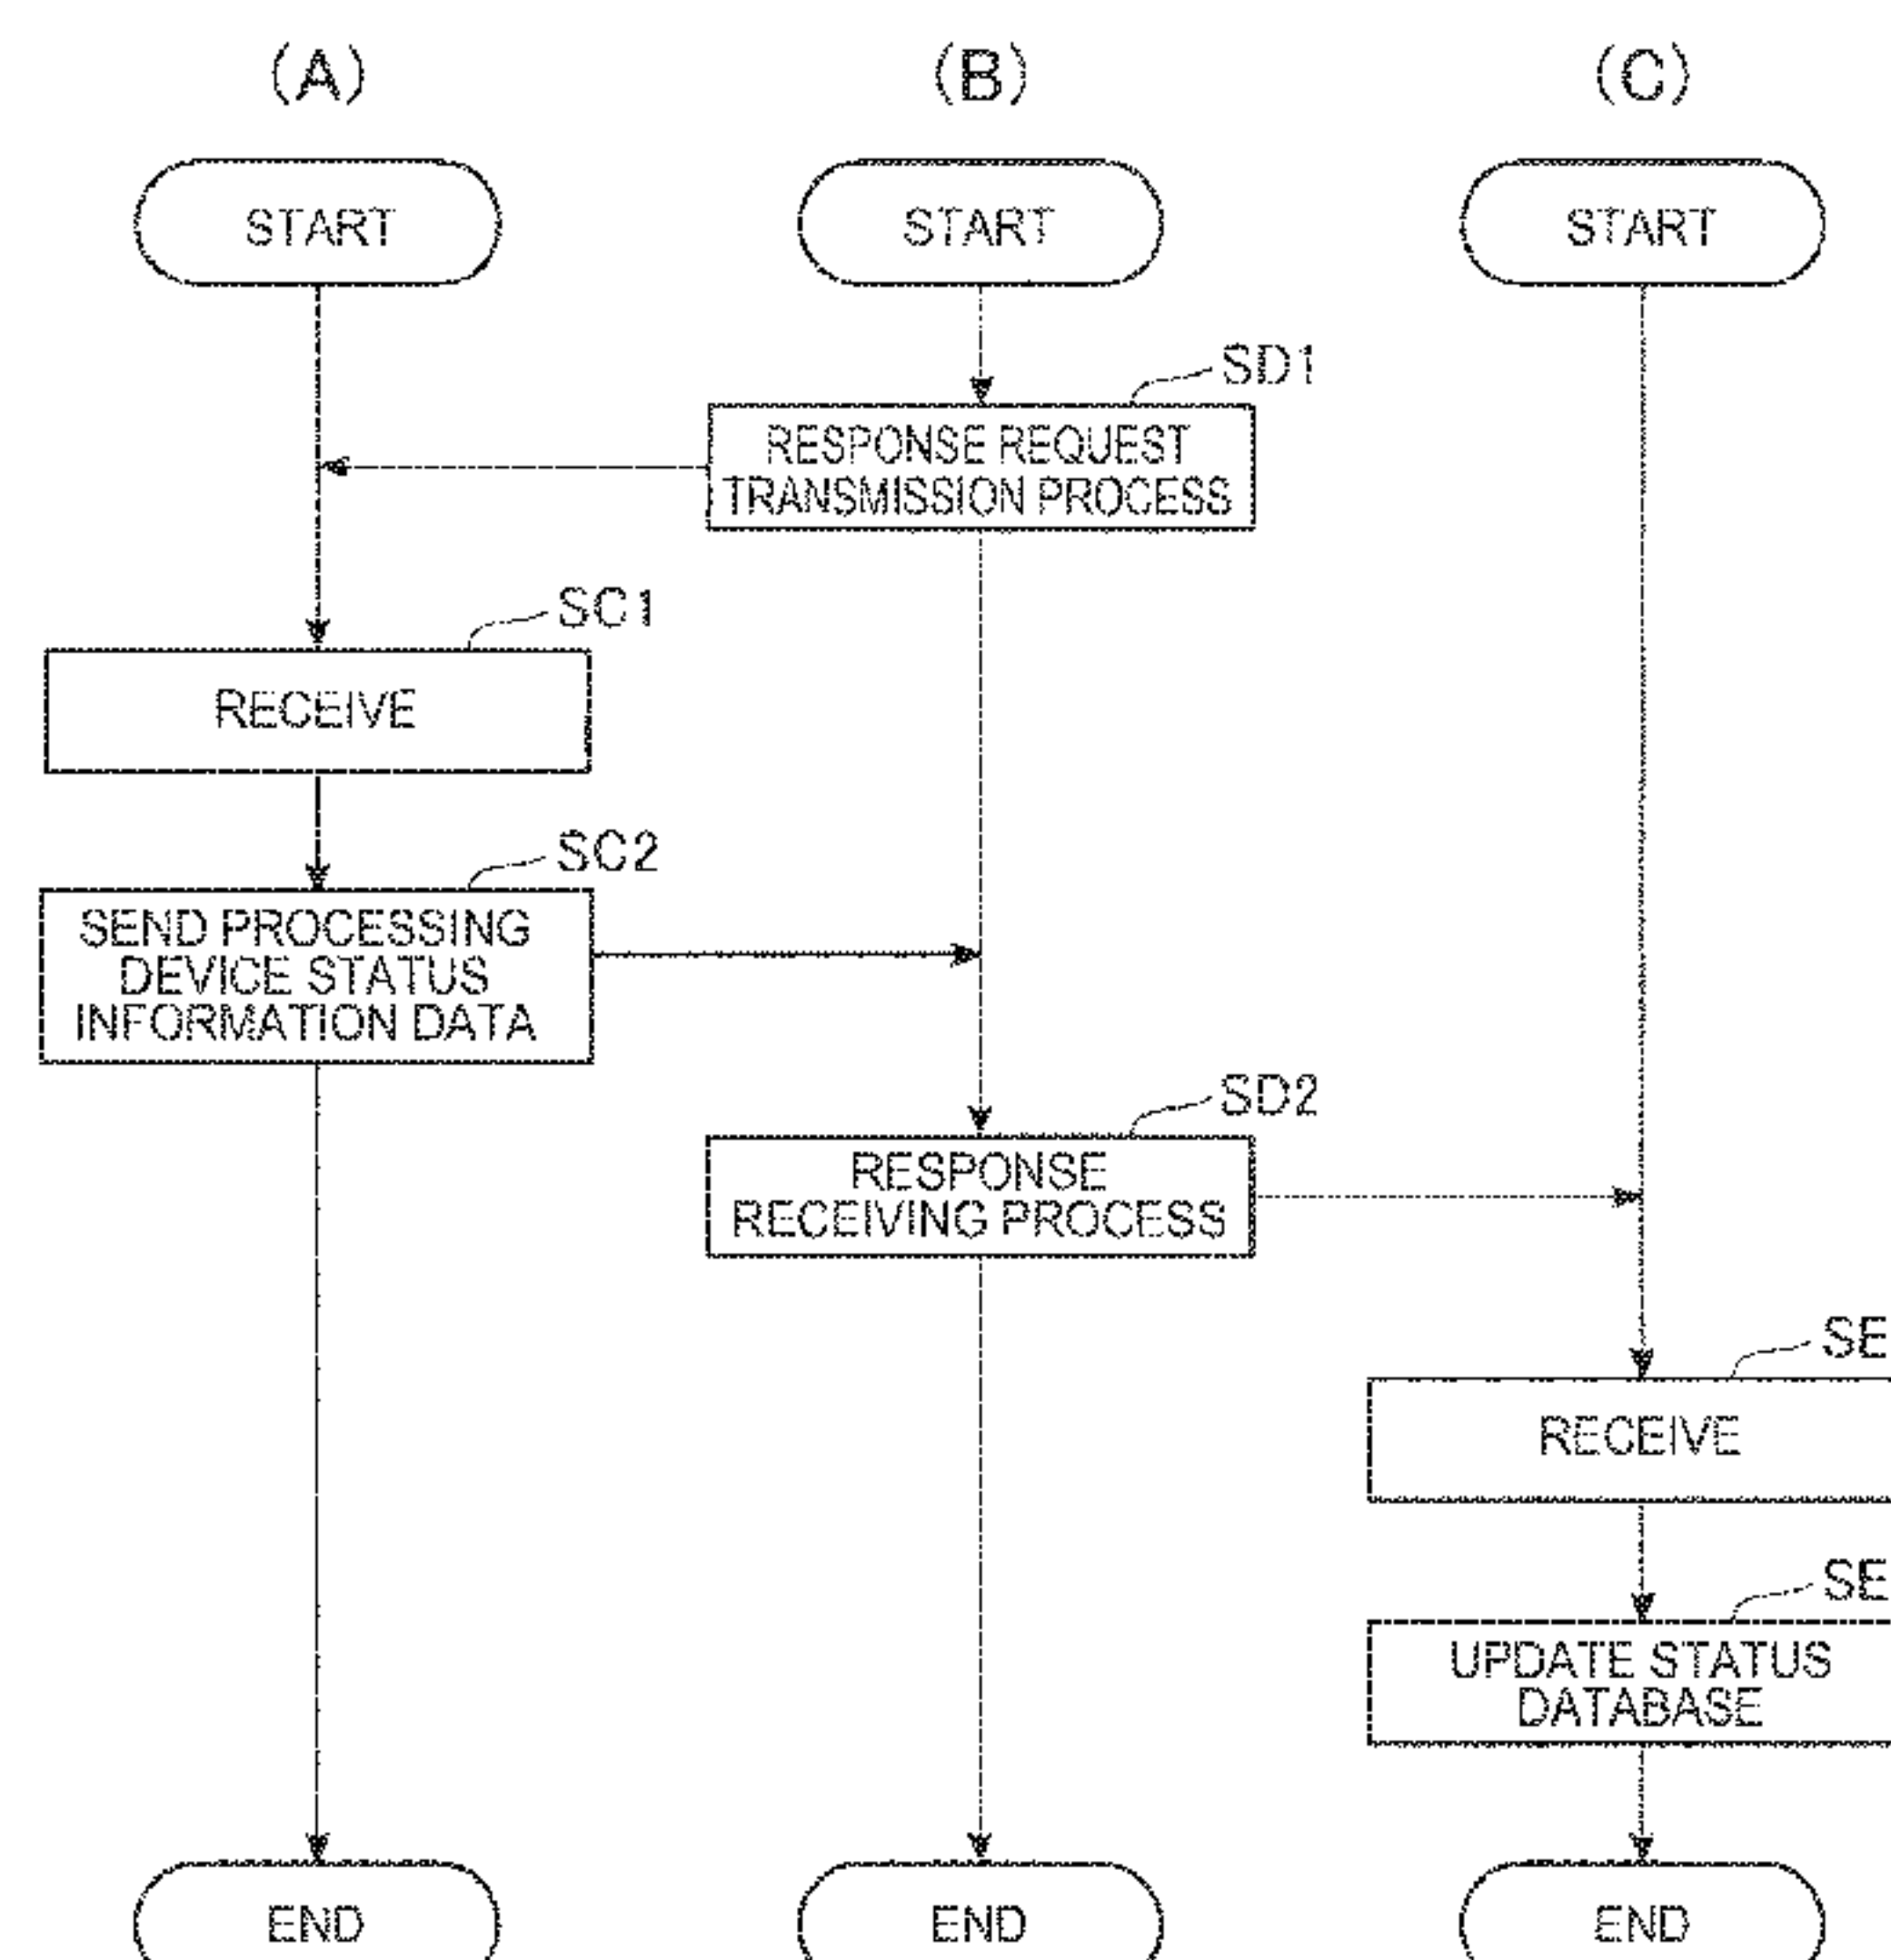 (A)
(B)
(C)
START
START
START
SD1
RESPONSE REQUEST
TRANSMISSION PROCESS
SC1
RECEIVE
SC2
SEND PROCESSING
DEVICE STATUS
INFORMATION DATA
SD2
RESPONSE
RECEIVING PROCESS
SE
RECEIVE
SE
UPDATE STATUS
DATABASE
END
END
END